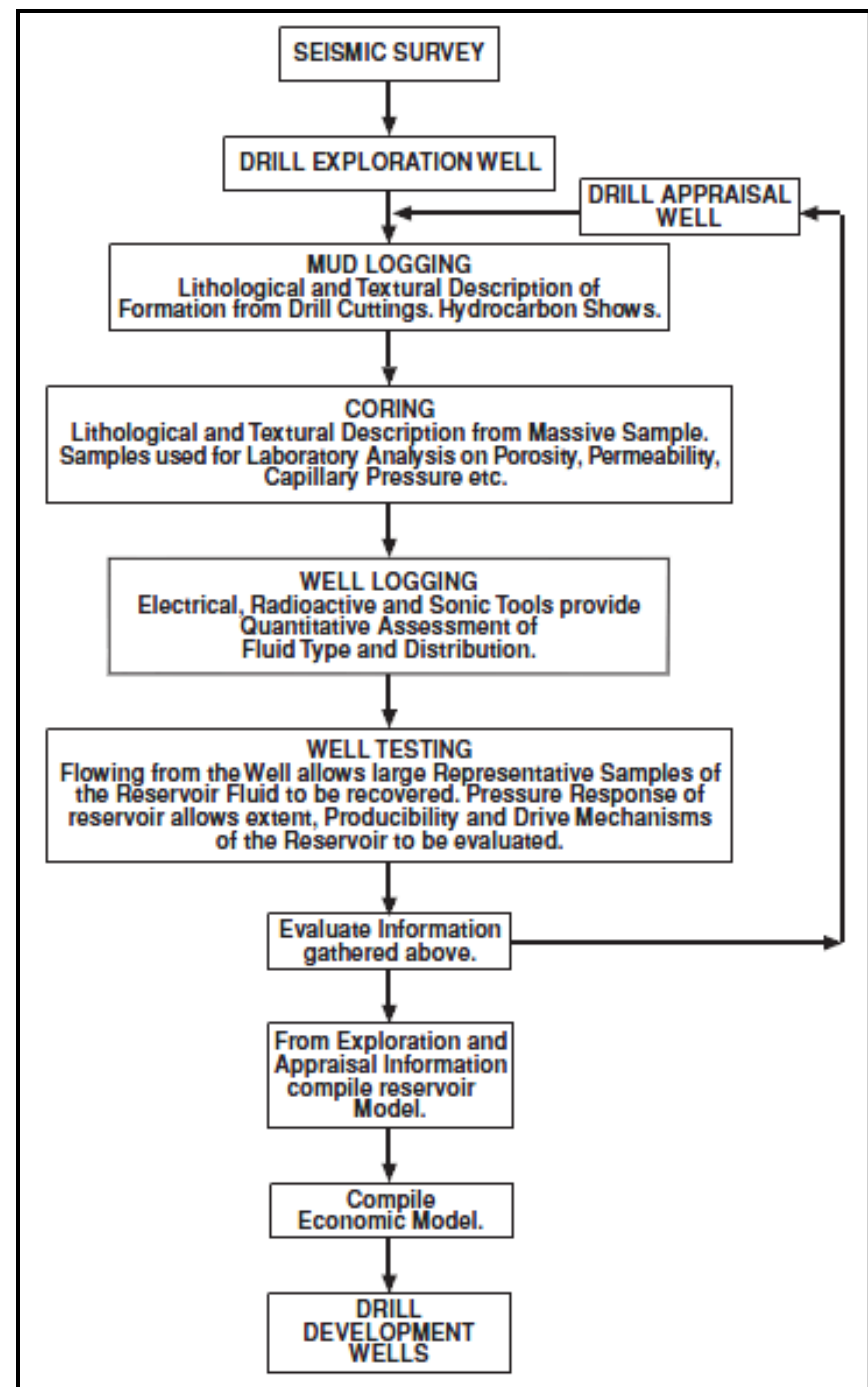 SEISMIC SURVEY
DRILL EXPLORATION WELL
DRILL APPRAISAL
WELL
MUD LOGGING
Lithological and Textural Description of
Formation from Drill Cuttings. Hydrocarbon Shows.
CORING
Lithological and Textural Description from Massive Sample.
Samples used for Laboratory Analysis on Porosity, Permeability,
Capillary Pressure etc.
WELL LOGGING
Electrical, Radioactive and Sonic Tools provide
Quantitative Assessment of
Fluid Type and Distribution.
WELL TESTING
Flowing from the Well allows large Representative Samples of
the Reservoir Fluid to be recovered. Pressure Response of
reservoir allows extent, Producibility and Drive Mechanisms
of the Reservoir to be evaluated.
Evaluate Information
gathered above.
From Exploration and
Appraisal Information
compile reservoir
Model.
Compile
Economic Model.
DRILL
DEVELOPMENT
WELLS